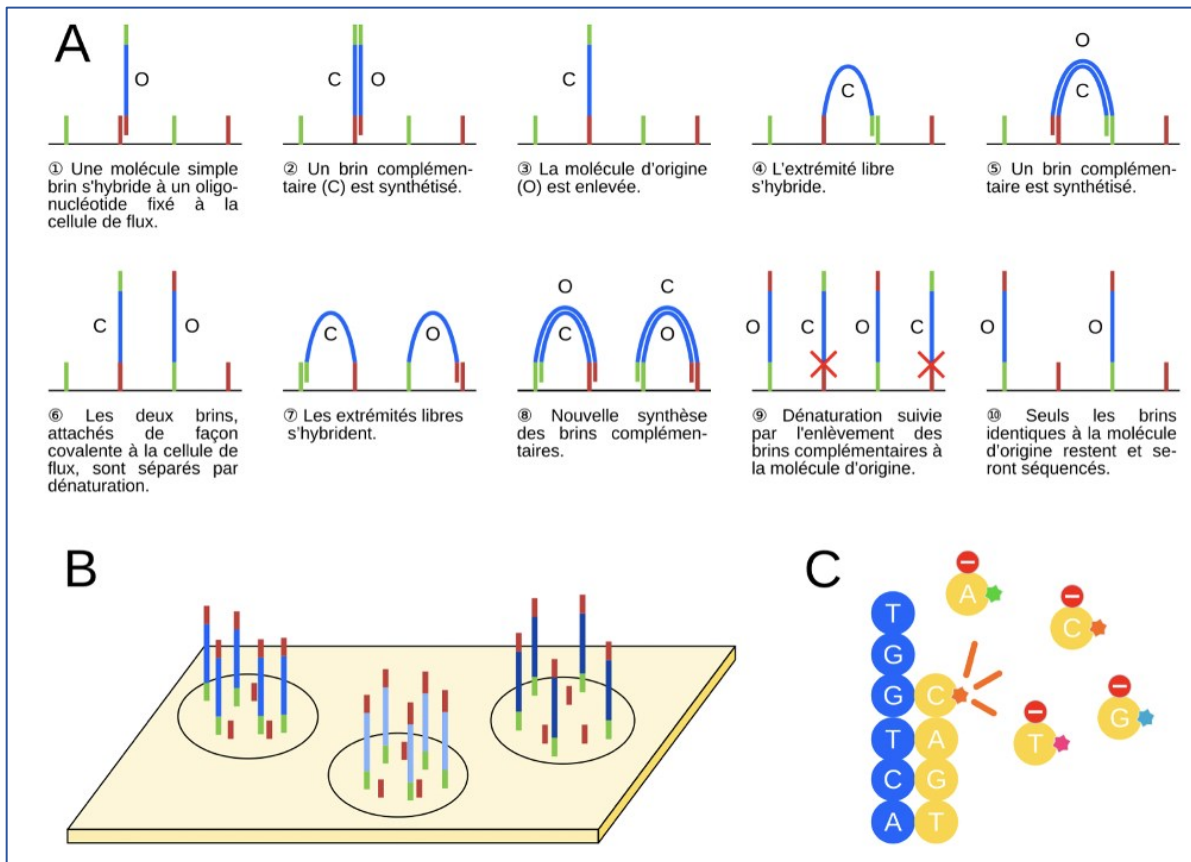 A
O
① Une molécule simple
brin s'hybride à un oligo-
nucléotide fixé à la
cellule de flux.
C O
② Un brin complémen-
taire (C) est synthétisé.
C
③ La molécule d'origine
(O) est enlevée.
C
④ L'extrémité libre
s'hybride.
O
C
⑤ Un brin complémen-
taire est synthétisé.
C O
⑥ Les deux brins,
attachés de façon
covalente à la cellule de
flux, sont séparés par
dénaturation.
C O
⑦ Les extrémités libres
s'hybrident.
O C
C O
⑧ Nouvelle synthèse
des brins complémen-
taires.
O C O C
⑨ Dénaturation suivie
par l'enlèvement des
brins complémentaires à
la molécule d'origine.
O O
⑩ Seuls les brins
identiques à la molécule
d'origine restent et se-
ront séquencés.
B
C
T
G
G C
T A
C G
A T
A
C
T
G